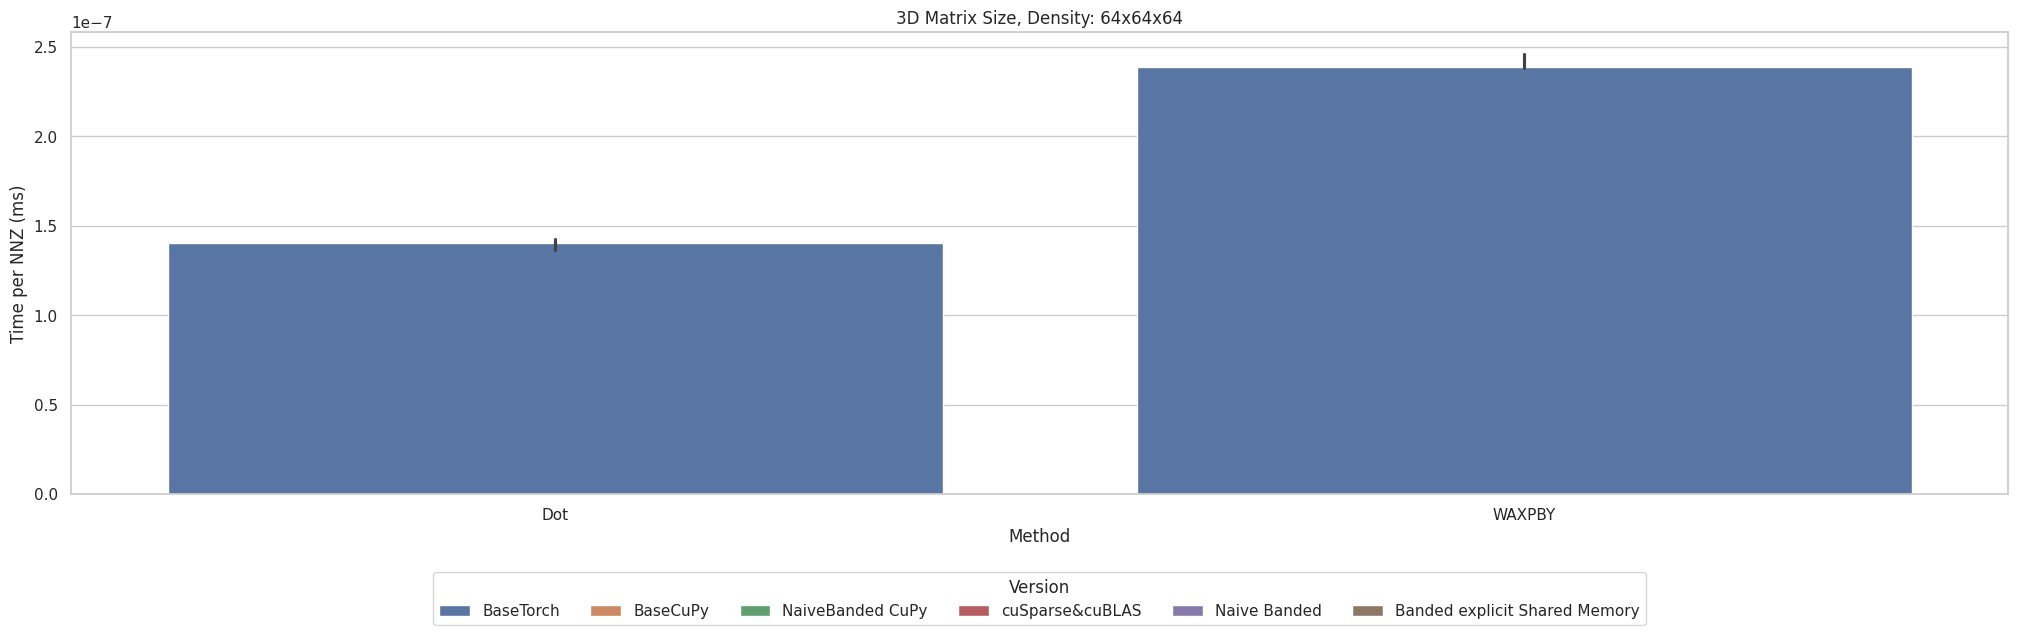 3D Matrix Size, Density: 64x64x64
1e−7
2.5
2.0
1.5
1.0
0.5
0.0
Time per NNZ (ms)
Dot WAXPBY
Method
Version
BaseTorch BaseCuPy NaiveBanded CuPy cuSparse&cuBLAS Naive Banded Banded explicit Shared Memory